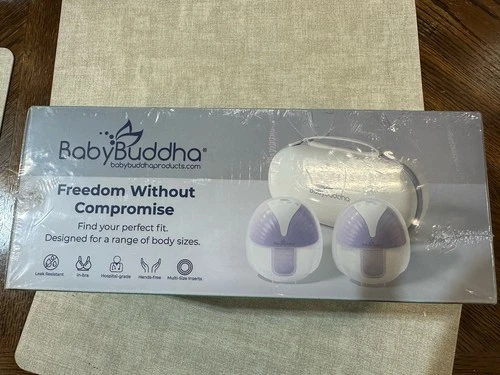 BabyBuddha®
babybuddhaproducts.com
Freedom Without
Compromise
Find your perfect fit.
Designed for a range of body sizes.
Leak-Resistant
In-bra
Hospital-grade
Hands-Free
Multi-Size Inserts
babybuddha